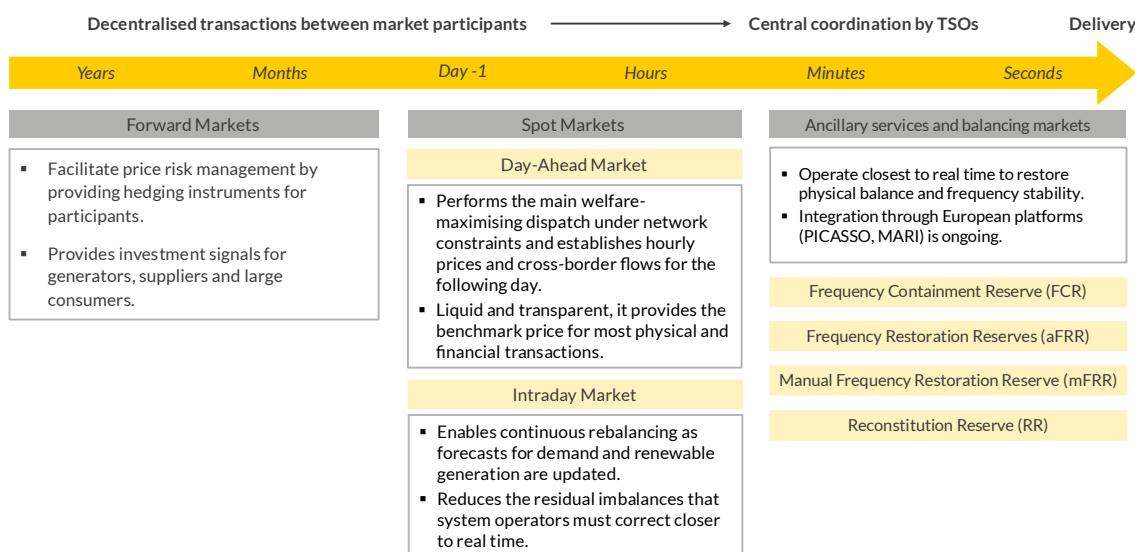 Decentralised transactions between market participants
Central coordination by TSOs
Delivery
Years
Months
Day -1
Hours
Minutes
Seconds
Forward Markets
▪ Facilitate price risk management by
providing hedging instruments for
participants.
▪ Provides investment signals for
generators, suppliers and large
consumers.
Spot Markets
Day-Ahead Market
▪ Performs the main welfare-
maximising dispatch under network
constraints and establishes hourly
prices and cross-border flows for the
following day.
▪ Liquid and transparent, it provides the
benchmark price for most physical and
financial transactions.
Intraday Market
▪ Enables continuous rebalancing as
forecasts for demand and renewable
generation are updated.
▪ Reduces the residual imbalances that
system operators must correct closer
to real time.
Ancillary services and balancing markets
▪ Operate closest to real time to restore
physical balance and frequency stability.
▪ Integration through European platforms
(PICASSO, MARI) is ongoing.
Frequency Containment Reserve (FCR)
Frequency Restoration Reserves (aFRR)
Manual Frequency Restoration Reserve (mFRR)
Reconstitution Reserve (RR)